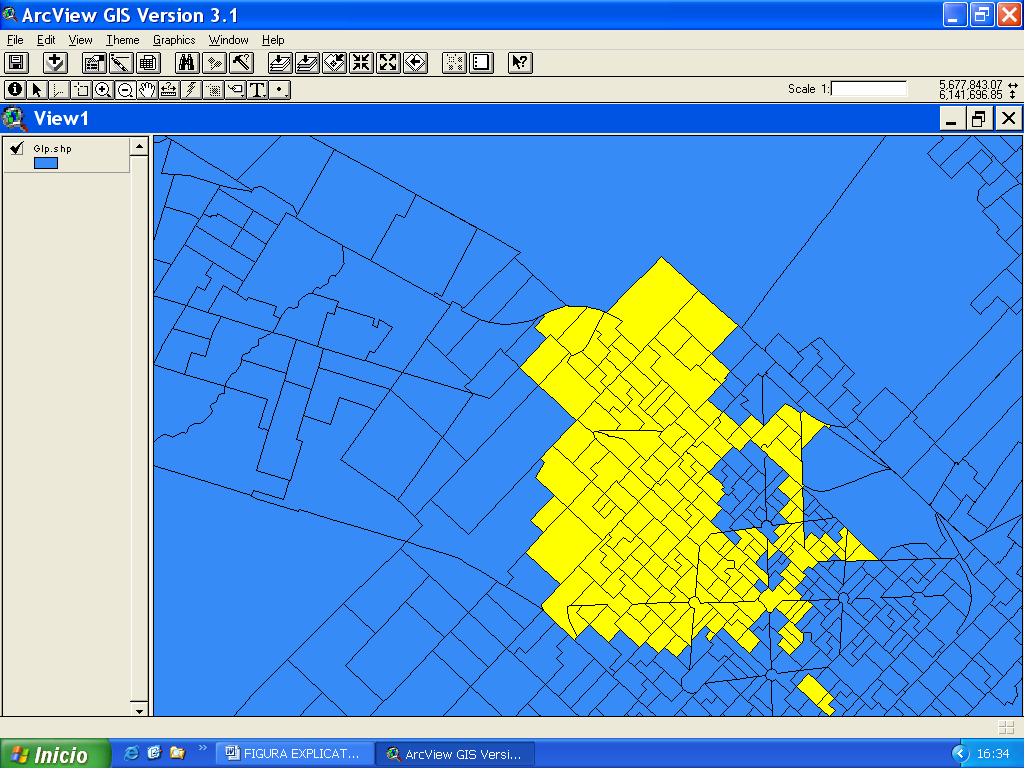 ArcView GIS Version 3.1
File Edit View Theme Graphics Window Help
Scale 1:
5,677,843.07
6,141,696.85
View1
Glp.shp
Inicio
FIGURA EXPLICAT...
ArcView GIS Versi...
16:34